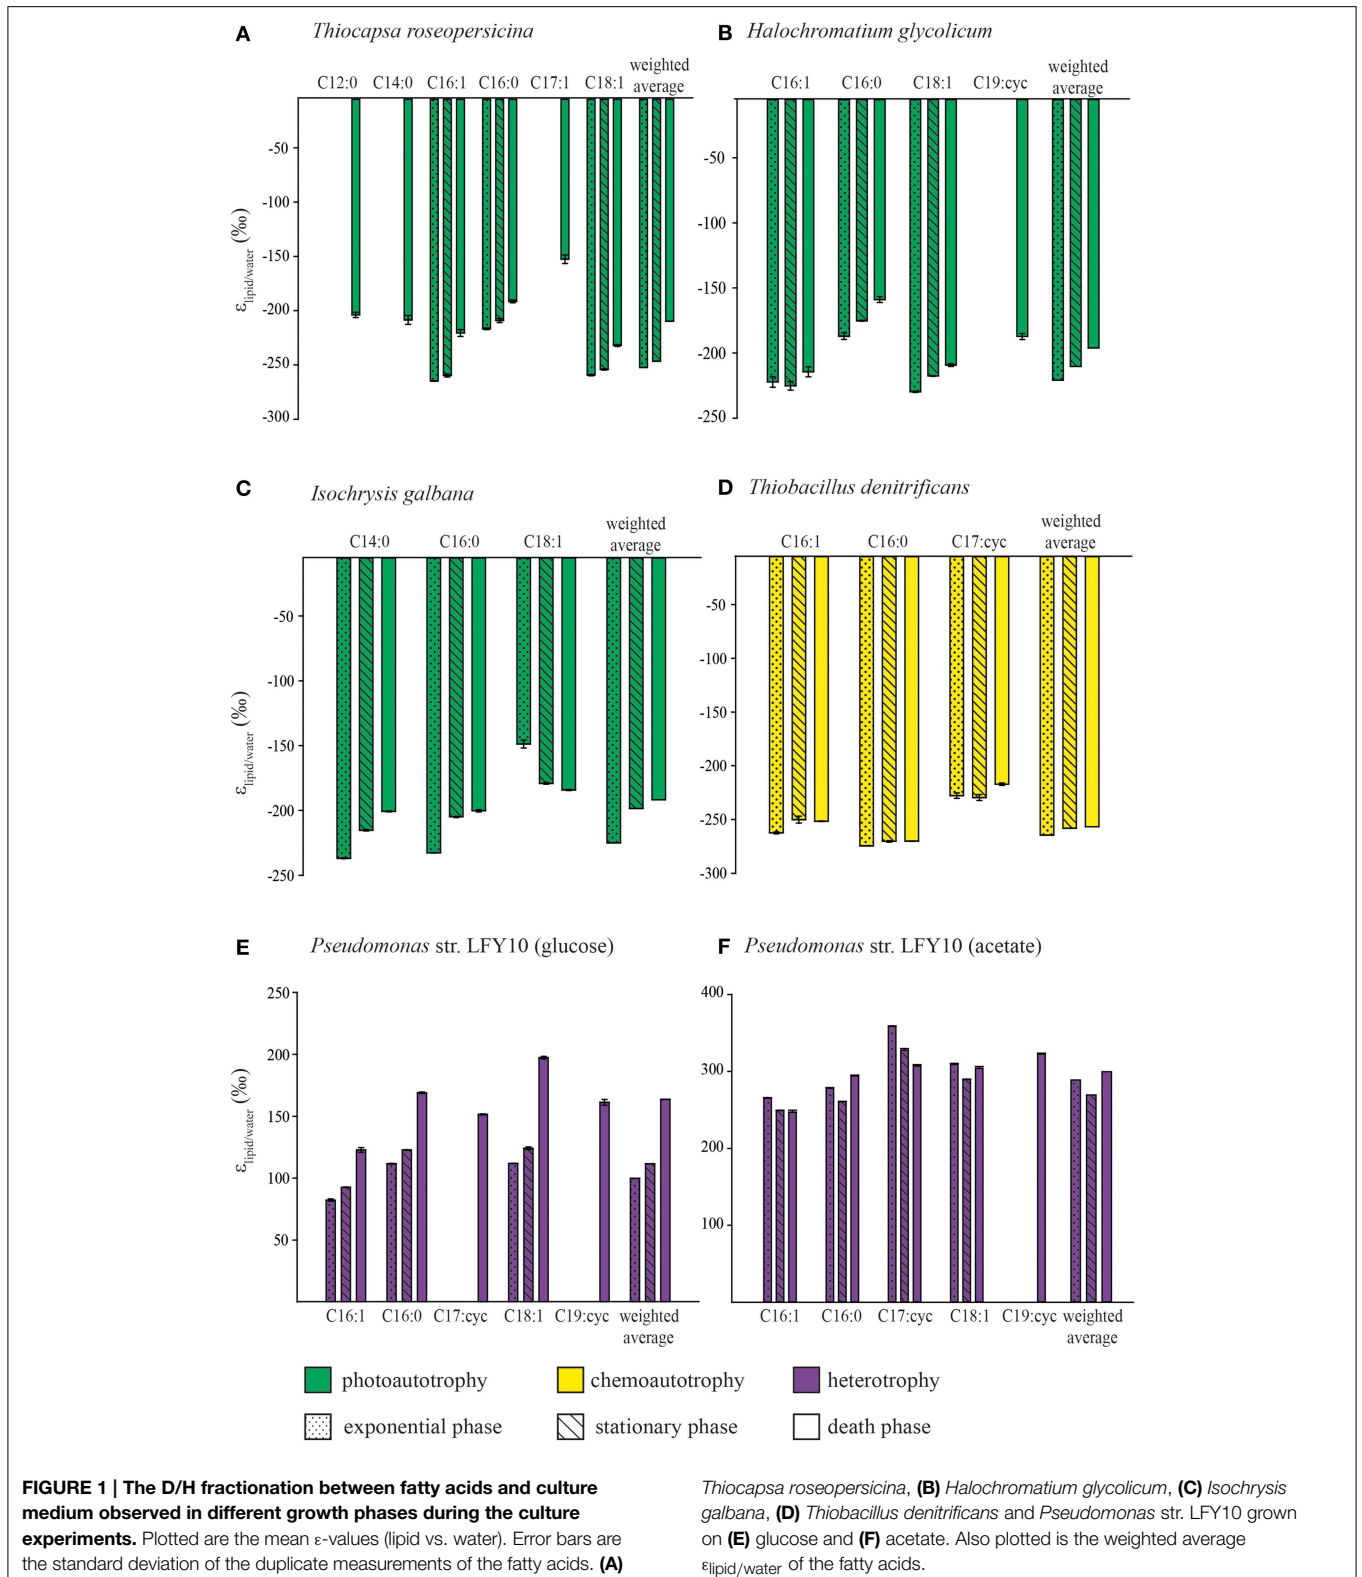 A Thiocapsa roseopersicina
C12:0 C14:0 C16:1 C16:0 C17:1 C18:1 weighted average
-50
-100
-150
-200
-250
-300
εlipid/water (‰)
B Halochromatium glycolicum
C16:1 C16:0 C18:1 C19:cyc weighted average
-50
-100
-150
-200
-250
C Isochrysis galbana
C14:0 C16:0 C18:1 weighted average
-50
-100
-150
-200
-250
εlipid/water (‰)
D Thiobacillus denitrificans
C16:1 C16:0 C17:cyc weighted average
-50
-100
-150
-200
-250
-300
E Pseudomonas str. LFY10 (glucose)
250
200
150
100
50
εlipid/water (‰)
C16:1 C16:0 C17:cyc C18:1 C19:cyc weighted average
F Pseudomonas str. LFY10 (acetate)
400
300
200
100
C16:1 C16:0 C17:cyc C18:1 C19:cyc weighted average
photoautotrophy chemoautotrophy heterotrophy
exponential phase stationary phase death phase
FIGURE 1 | The D/H fractionation between fatty acids and culture
medium observed in different growth phases during the culture
experiments. Plotted are the mean ε-values (lipid vs. water). Error bars are
the standard deviation of the duplicate measurements of the fatty acids. (A)
Thiocapsa roseopersicina, (B) Halochromatium glycolicum, (C) Isochrysis
galbana, (D) Thiobacillus denitrificans and Pseudomonas str. LFY10 grown
on (E) glucose and (F) acetate. Also plotted is the weighted average
εlipid/water of the fatty acids.